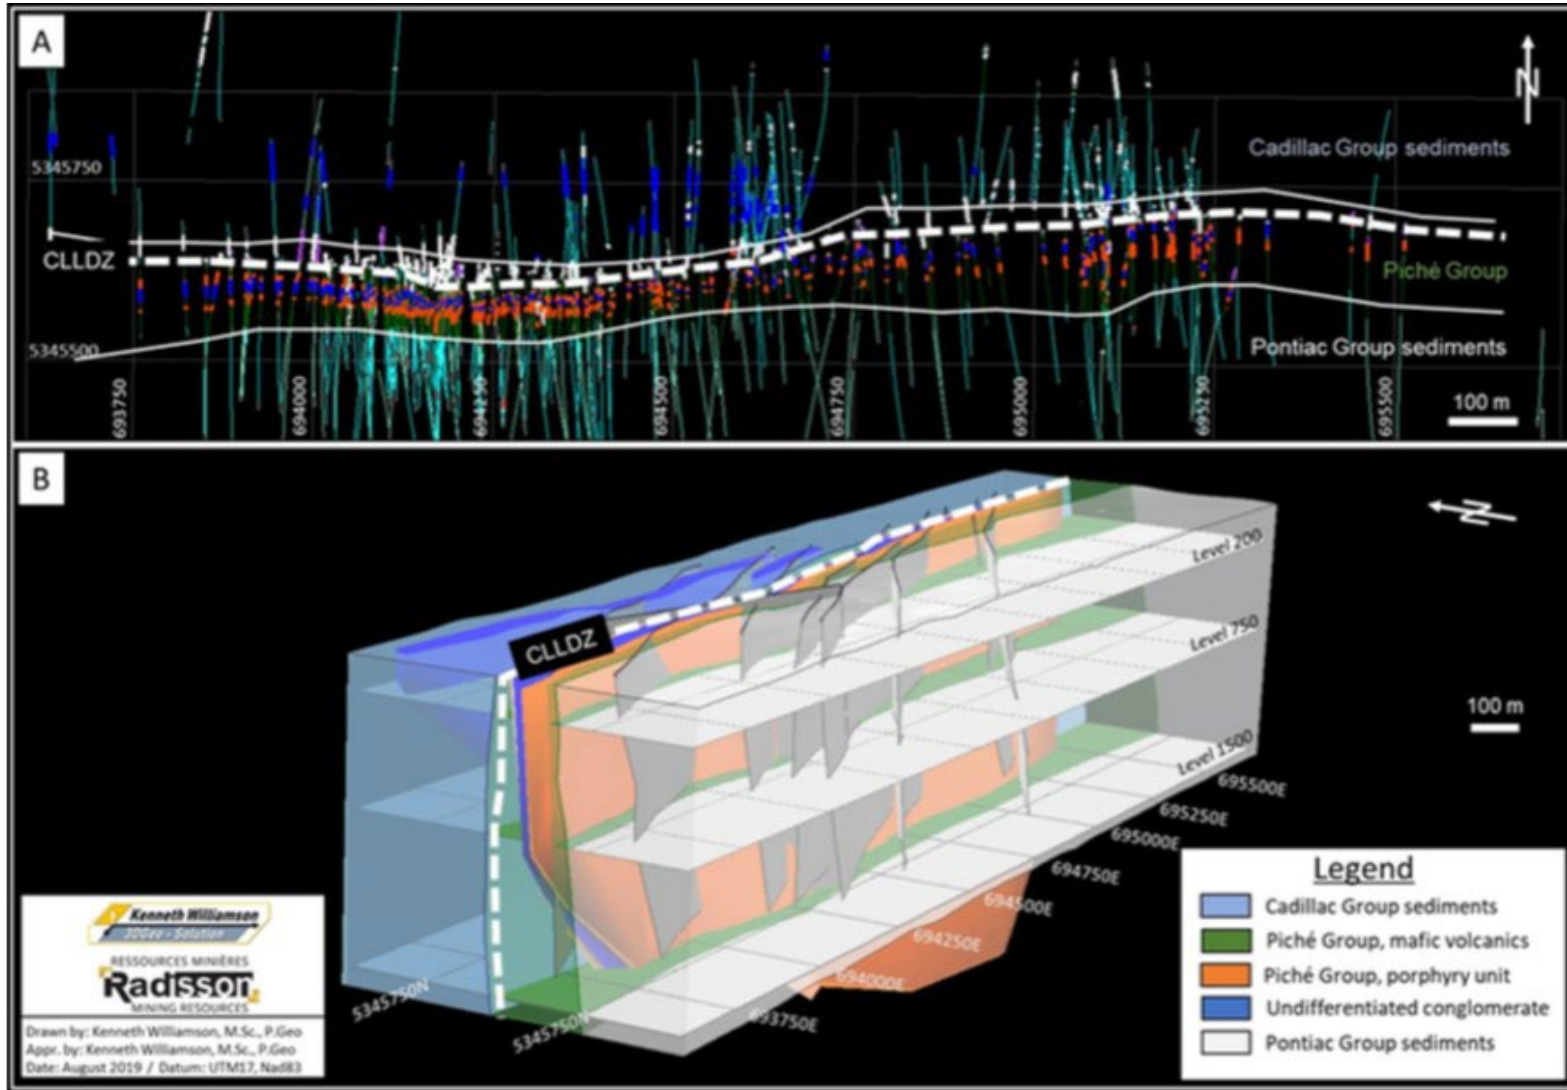 A
N
Cadillac Group sediments
5345750
CLLDZ
Piché Group
Pontiac Group sediments
5345500
693750
694000
694250
694500
694750
695000
695250
695500
100 m
B
N
Level 200
CLLDZ
Level 750
100 m
Level 1500
695500E
695250E
695000E
694750E
694500E
694250E
694000E
693750E
5345750N
5345750N
Legend
Cadillac Group sediments
Piché Group, mafic volcanics
Piché Group, porphyry unit
Undifferentiated conglomerate
Pontiac Group sediments
Kenneth Williamson
3DGeo - Solution
RESSOURCES MINIÈRES
Radisson
MINING RESOURCES
Drawn by: Kenneth Williamson, M.Sc., P.Geo
Appr. by: Kenneth Williamson, M.Sc., P.Geo
Date: August 2019 / Datum: UTM17, Nad83